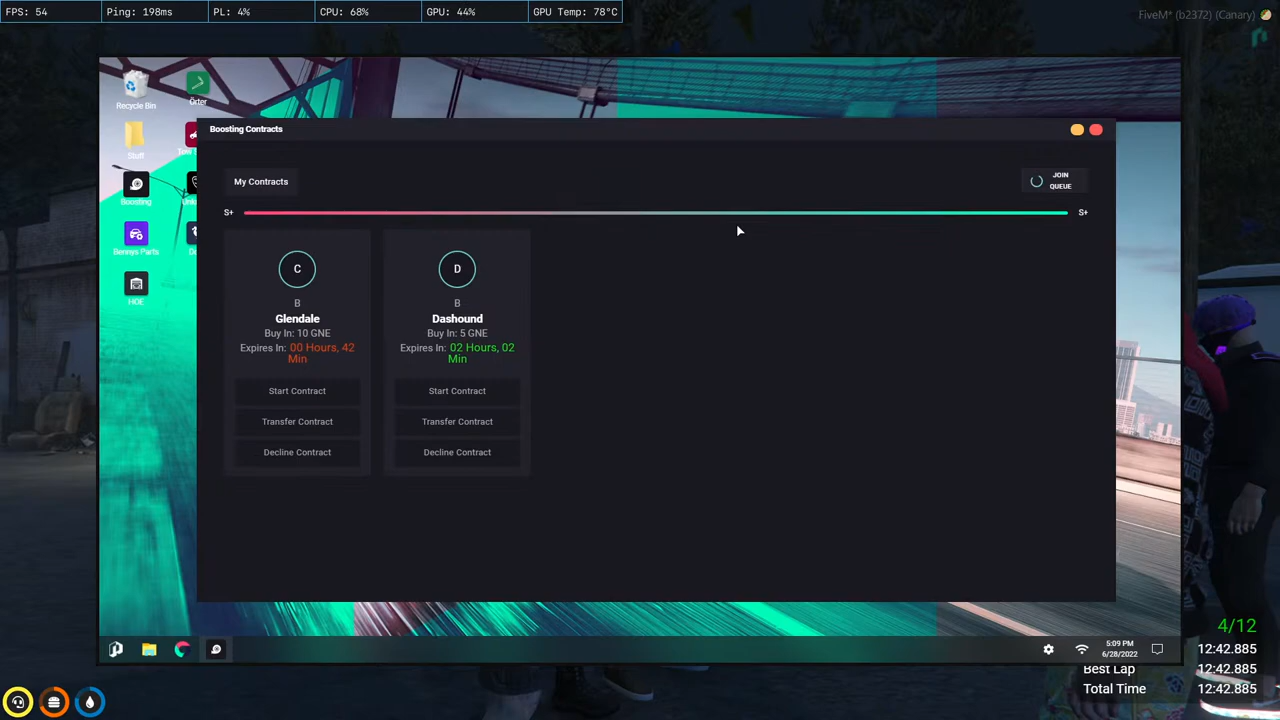 FPS: 54
Ping: 198ms
PL: 4%
CPU: 68%
GPU: 44%
GPU Temp: 78°C
FiveM* (b2372) (Canary)
Recycle Bin
Örter
Stuff
Boosting
Bennys Parts
HGE
Boosting Contracts
My Contracts
JOIN
QUEUE
S+
S+
C
B
Glendale
Buy In: 10 GNE
Expires In: 00 Hours, 42
Min
Start Contract
Transfer Contract
Decline Contract
D
B
Dashound
Buy In: 5 GNE
Expires In: 02 Hours, 02
Min
Start Contract
Transfer Contract
Decline Contract
5:09 PM
6/28/2022
4/12
12:42.885
Best Lap 12:42.885
Total Time 12:42.885